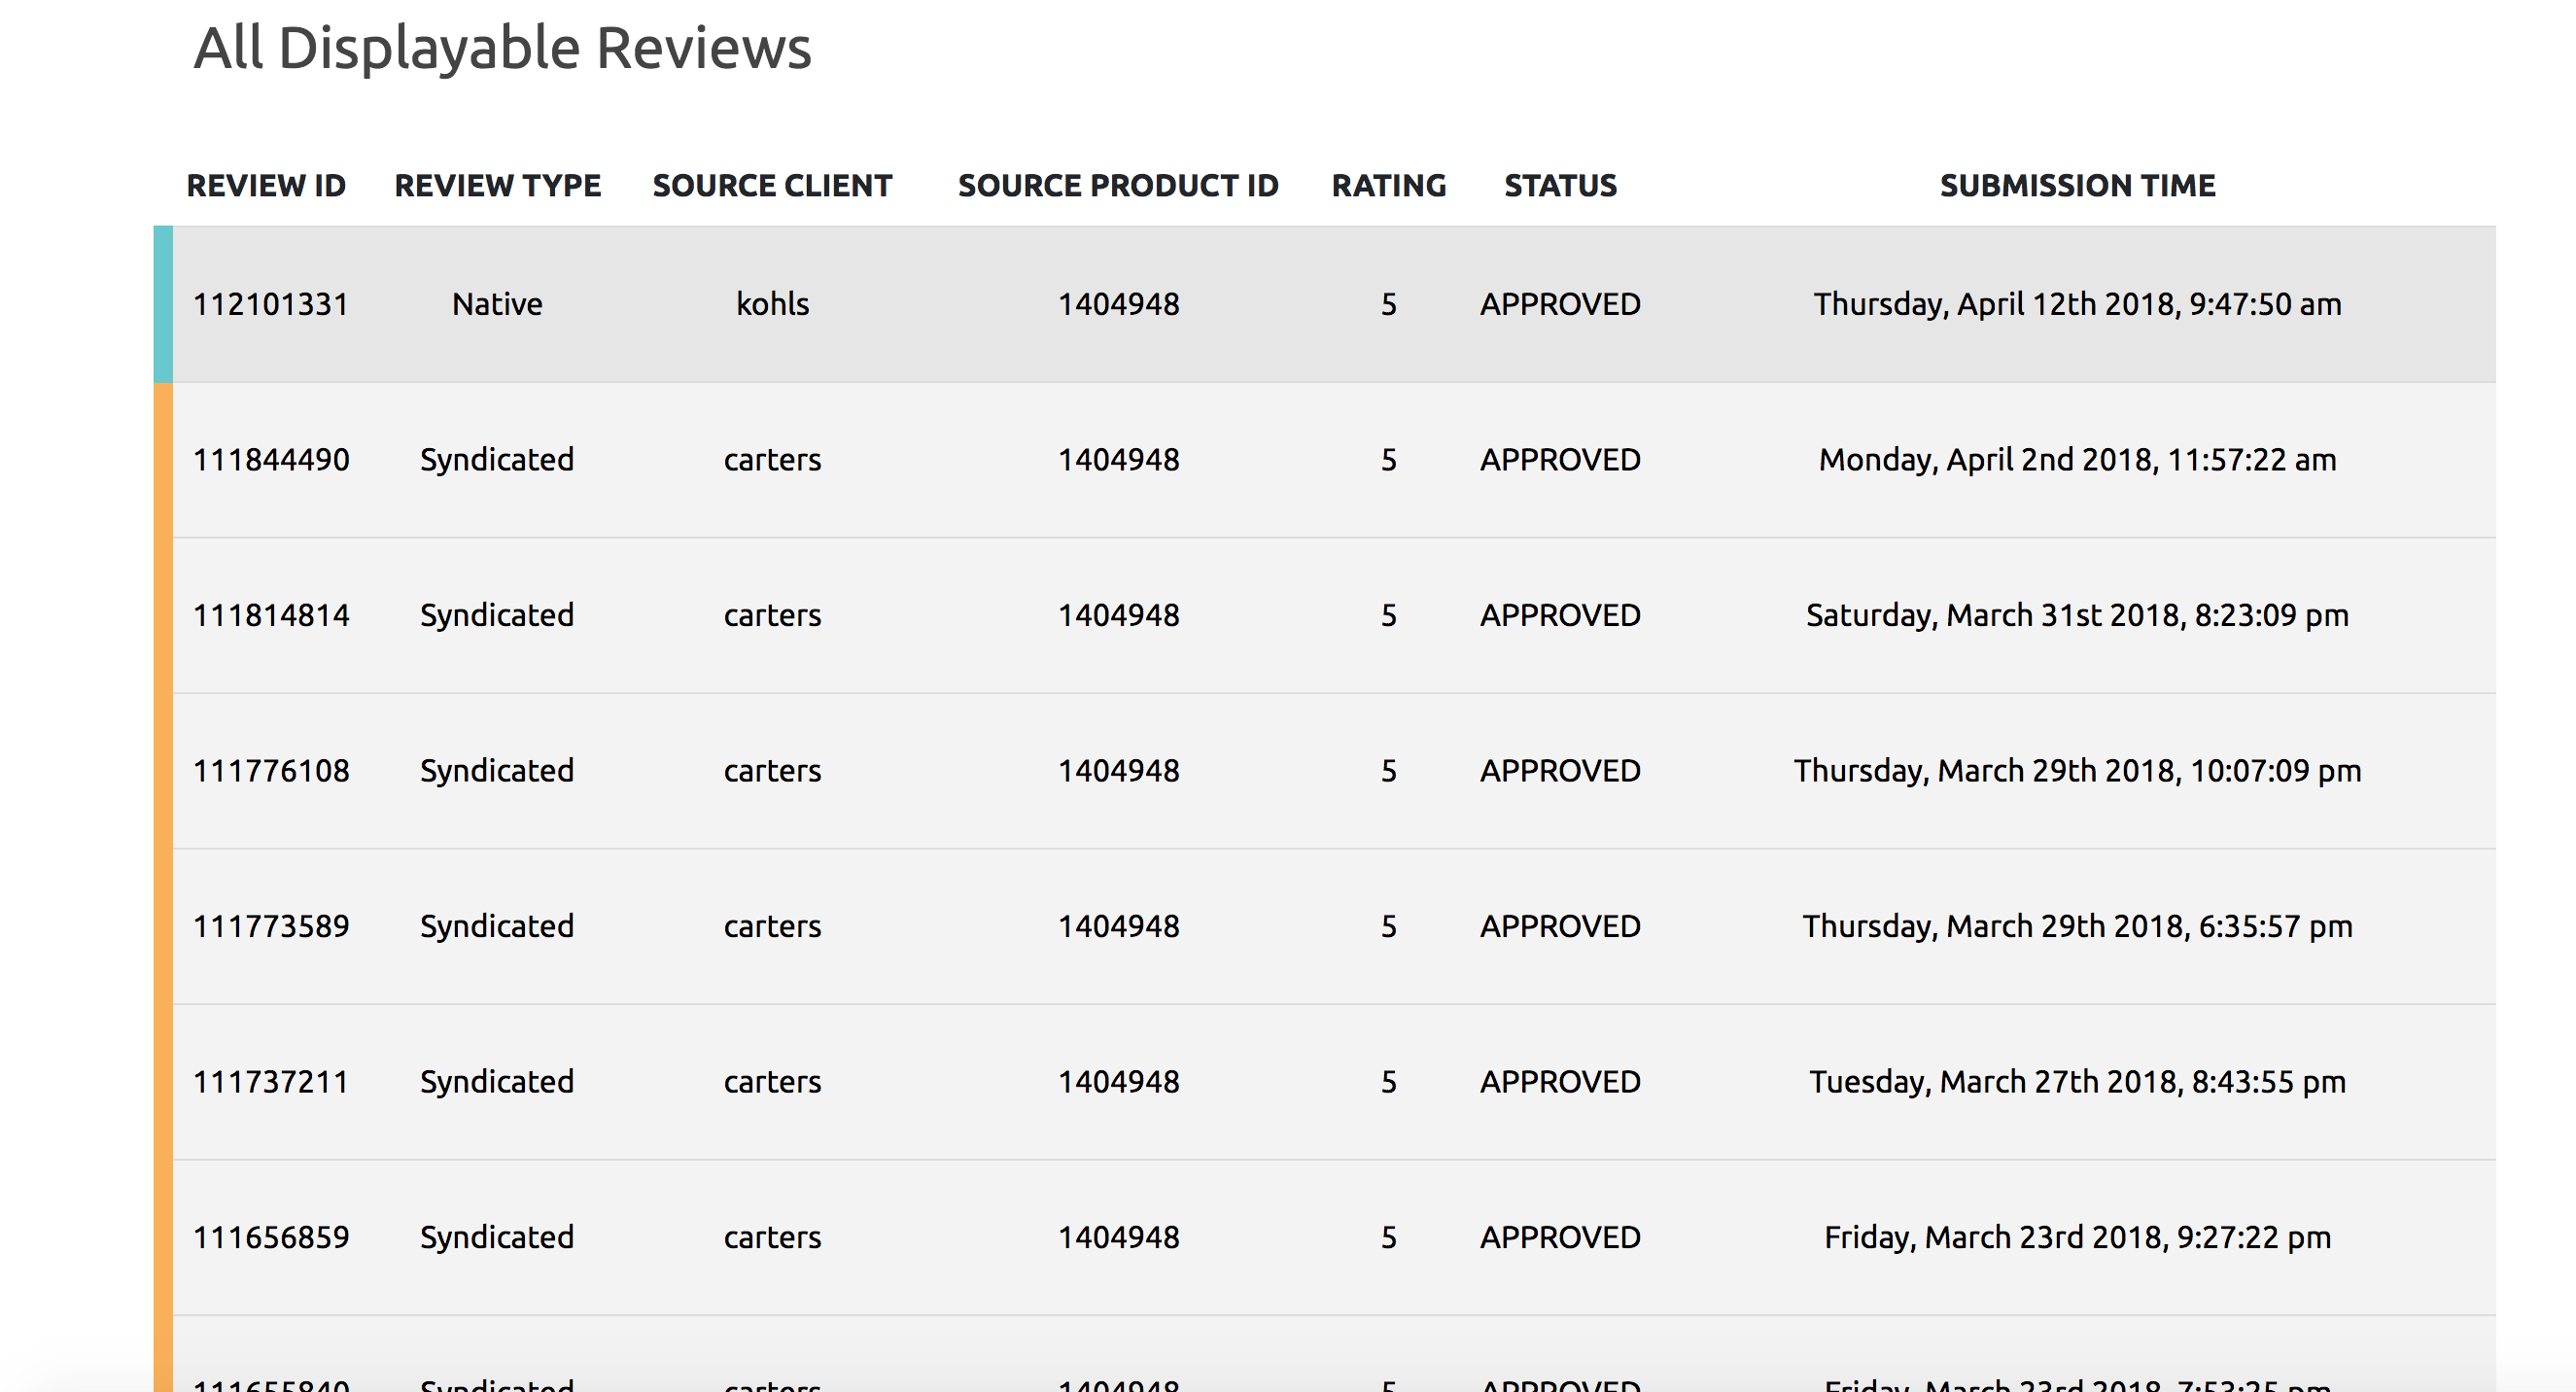 All Displayable Reviews
REVIEW ID REVIEW TYPE SOURCE CLIENT SOURCE PRODUCT ID RATING STATUS SUBMISSION TIME
112101331 Native kohls 1404948 5 APPROVED Thursday, April 12th 2018, 9:47:50 am
111844490 Syndicated carters 1404948 5 APPROVED Monday, April 2nd 2018, 11:57:22 am
111814814 Syndicated carters 1404948 5 APPROVED Saturday, March 31st 2018, 8:23:09 pm
111776108 Syndicated carters 1404948 5 APPROVED Thursday, March 29th 2018, 10:07:09 pm
111773589 Syndicated carters 1404948 5 APPROVED Thursday, March 29th 2018, 6:35:57 pm
111737211 Syndicated carters 1404948 5 APPROVED Tuesday, March 27th 2018, 8:43:55 pm
111656859 Syndicated carters 1404948 5 APPROVED Friday, March 23rd 2018, 9:27:22 pm
111655840 Syndicated carters 1404948 5 APPROVED Friday, March 23rd 2018, 7:53:25 pm